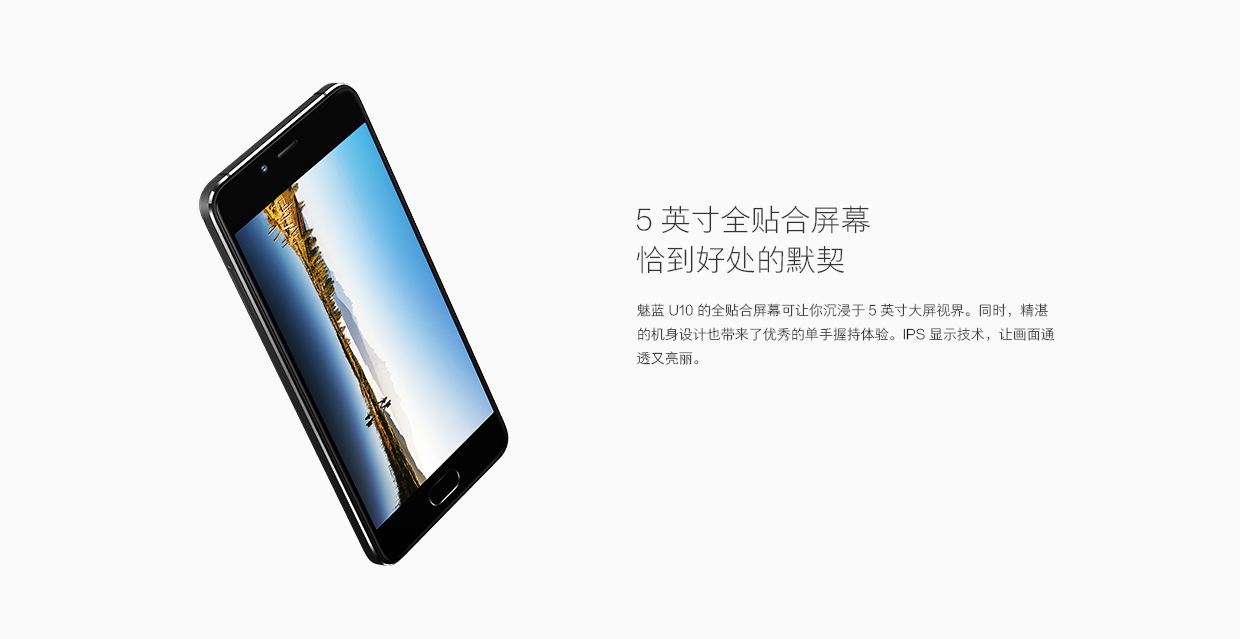 5 英寸全贴合屏幕
恰到好处的默契
魅蓝 U10 的全贴合屏幕可让你沉浸于 5 英寸大屏视界。同时，精湛
的机身设计也带来了优秀的单手握持体验。IPS 显示技术，让画面通
透又亮丽。